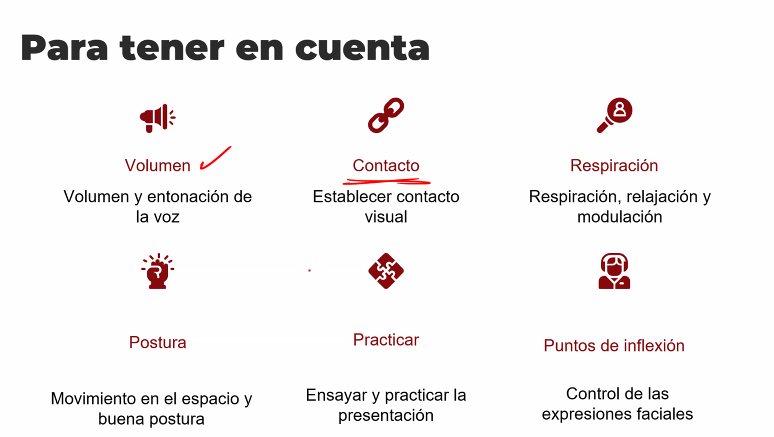 Para tener en cuenta
Volumen
Volumen y entonación de
la voz
Contacto
Establecer contacto
visual
Respiración
Respiración, relajación y
modulación
Postura
Movimiento en el espacio y
buena postura
Practicar
Ensayar y practicar la
presentación
Puntos de inflexión
Control de las
expresiones faciales